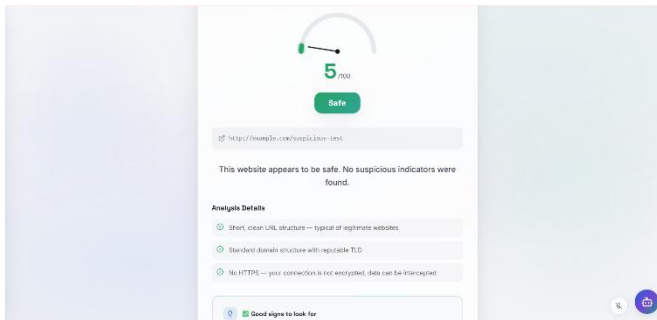 5 /100
Safe
http://example.com/suspicious-test
This website appears to be safe. No suspicious indicators were
found.
Analysis Details
Short, clean URL structure — typical of legitimate websites
Standard domain structure with reputable TLD
No HTTPS — your connection is not encrypted, data can be intercepted
Good signs to look for